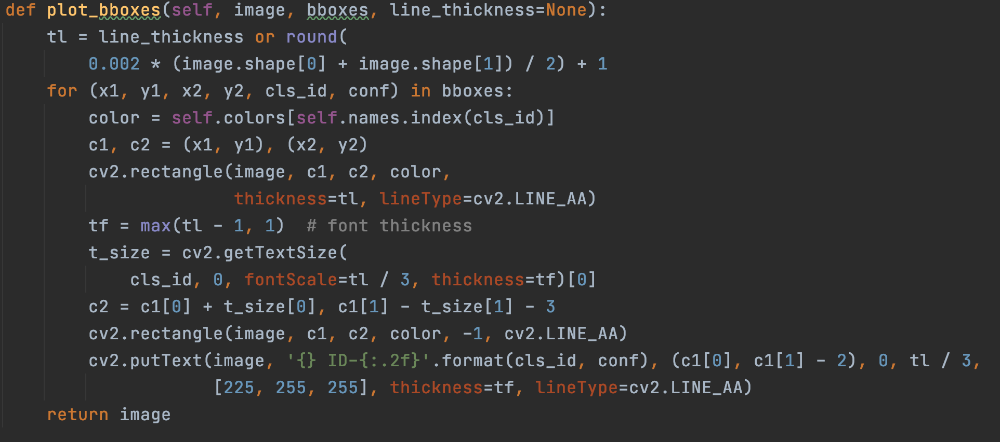 def plot_bboxes(self, image, bboxes, line_thickness=None):
    tl = line_thickness or round(
        0.002 * (image.shape[0] + image.shape[1]) / 2) + 1
    for (x1, y1, x2, y2, cls_id, conf) in bboxes:
        color = self.colors[self.names.index(cls_id)]
        c1, c2 = (x1, y1), (x2, y2)
        cv2.rectangle(image, c1, c2, color,
                      thickness=tl, lineType=cv2.LINE_AA)
        tf = max(tl - 1, 1)  # font thickness
        t_size = cv2.getTextSize(
            cls_id, 0, fontScale=tl / 3, thickness=tf)[0]
        c2 = c1[0] + t_size[0], c1[1] - t_size[1] - 3
        cv2.rectangle(image, c1, c2, color, -1, cv2.LINE_AA)
        cv2.putText(image, '{} ID-{:.2f}'.format(cls_id, conf), (c1[0], c1[1] - 2), 0, tl / 3,
                    [225, 255, 255], thickness=tf, lineType=cv2.LINE_AA)
    return image